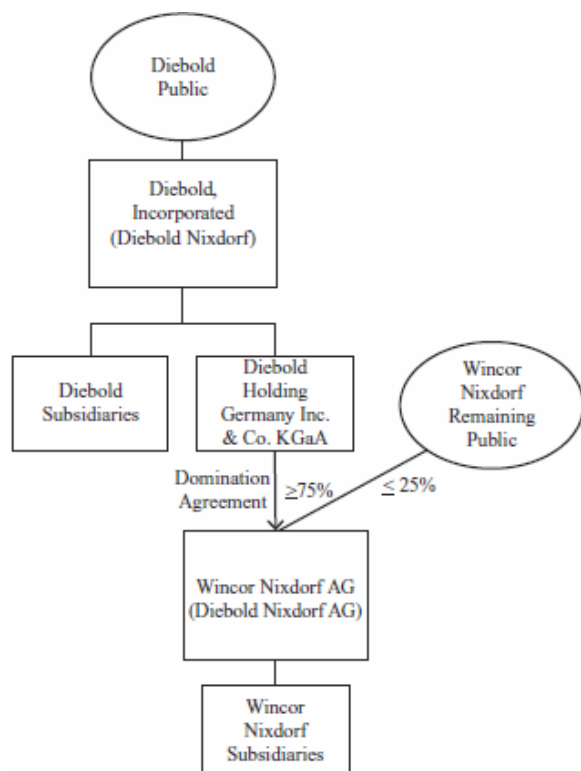 Diebold
Public
Diebold,
Incorporated
(Diebold Nixdorf)
Diebold
Subsidiaries
Diebold
Holding
Germany Inc.
& Co. KGaA
Wincor
Nixdorf
Remaining
Public
Domination
Agreement
≥75%
≤ 25%
Wincor Nixdorf AG
(Diebold Nixdorf AG)
Wincor
Nixdorf
Subsidiaries